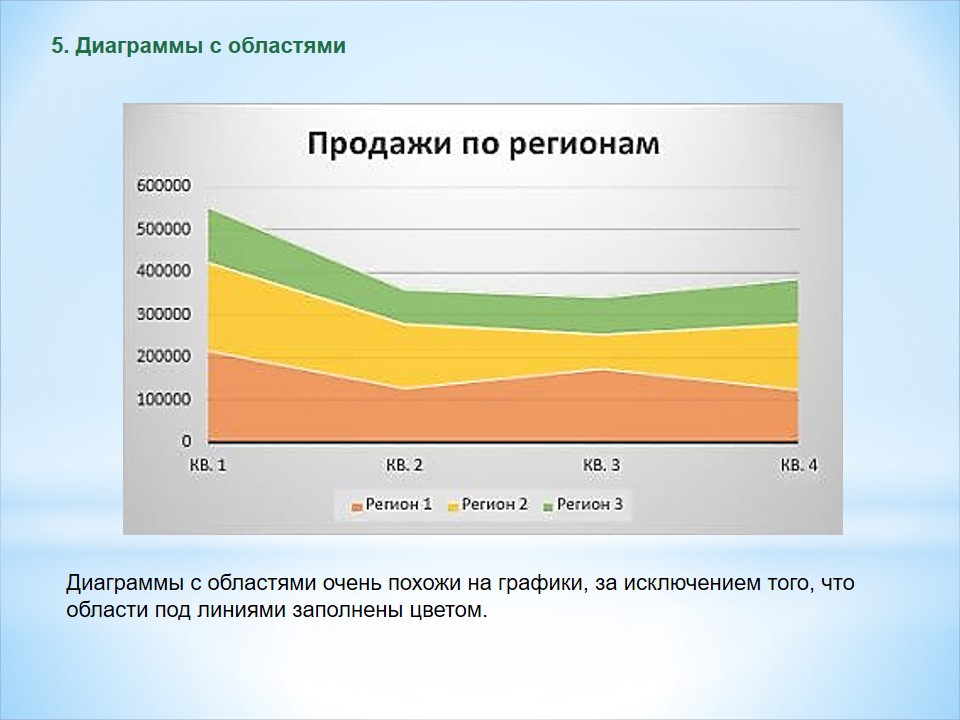 5. Диаграммы с областями
Продажи по регионам
600000
500000
400000
300000
200000
100000
0
КВ. 1 КВ. 2 КВ. 3 КВ. 4
Регион 1 Регион 2 Регион 3
Диаграммы с областями очень похожи на графики, за исключением того, что
области под линиями заполнены цветом.